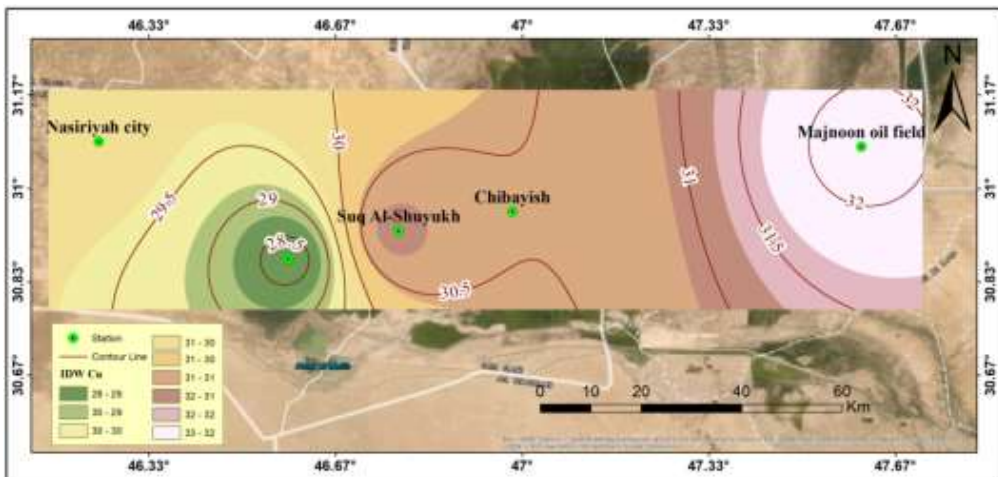 46.33° 46.67° 47° 47.33° 47.67°
31.17° 31.17°
N
Nasiriyah city
Majnoon oil field
30
32
32
31° 31°
29.5
29
28.5
Suq Al-Shuyukh
Chibayish
31
31.5
30.5
30.83° 30.83°
Station
Contour Line
IDW Cu
29 - 28
30 - 29
30 - 30
31 - 30
31 - 30
31 - 31
32 - 31
32 - 32
33 - 32
30.67° 30.67°
0 10 20 40 60
Km
46.33° 46.67° 47° 47.33° 47.67°